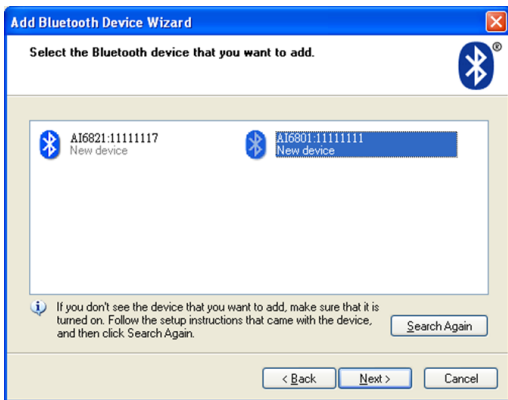 Add Bluetooth Device Wizard
Select the Bluetooth device that you want to add.
®
AI6821:11111117
New device
AI6801:11111111
New device
If you don't see the device that you want to add, make sure that it is
turned on. Follow the setup instructions that came with the device,
and then click Search Again.
Search Again
< Back
Next >
Cancel